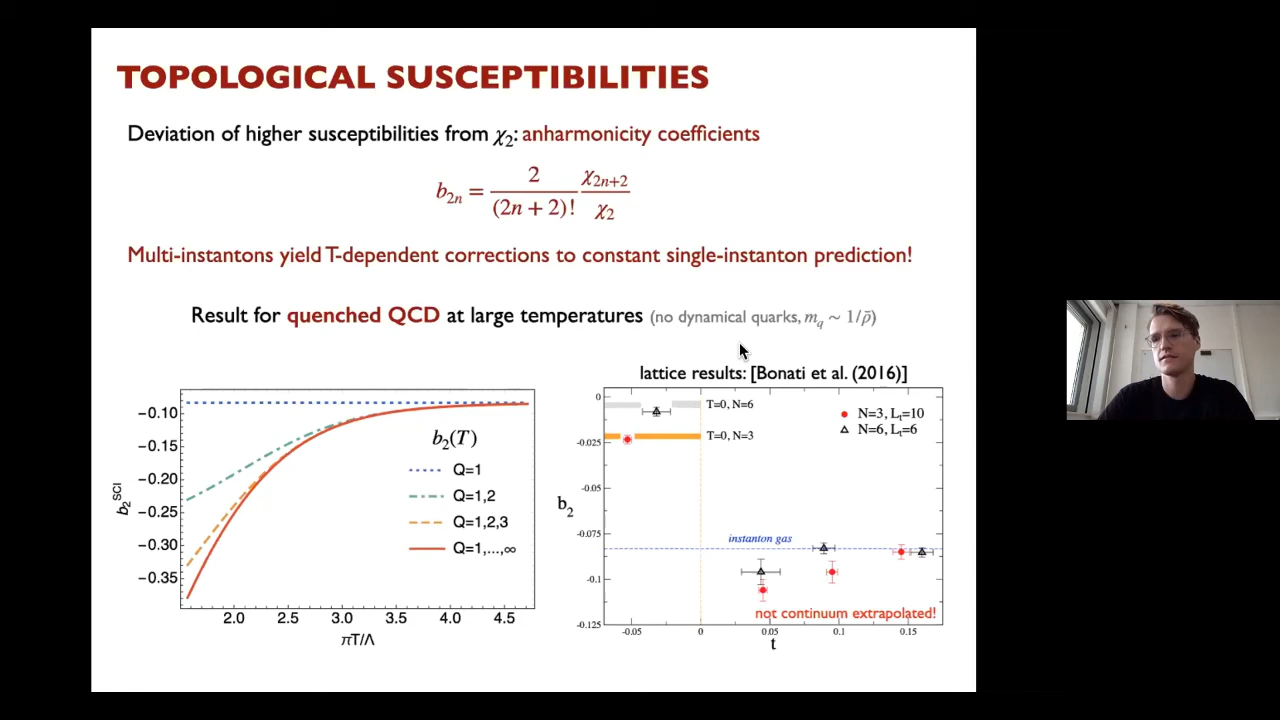 TOPOLOGICAL SUSCEPTIBILITIES
Deviation of higher susceptibilities from χ₂: anharmonicity coefficients
b₂ₙ = 2/(2n + 2)! χ₂ₙ₊₂/χ₂
Multi-instantons yield T-dependent corrections to constant single-instanton prediction!
Result for quenched QCD at large temperatures (no dynamical quarks, m_q ~ 1/ρ̄)
−0.10
−0.15
−0.20
−0.25
−0.30
−0.35
b₂^SCI
b₂(T)
Q=1
Q=1,2
Q=1,2,3
Q=1,...,∞
2.0 2.5 3.0 3.5 4.0 4.5
πT/Λ
lattice results: [Bonati et al. (2016)]
0
-0.025
-0.05
-0.075
-0.1
-0.125
b₂
T=0, N=6
T=0, N=3
N=3, Lₜ=10
N=6, Lₜ=6
instanton gas
not continuum extrapolated!
-0.05 0 0.05 0.1 0.15
t